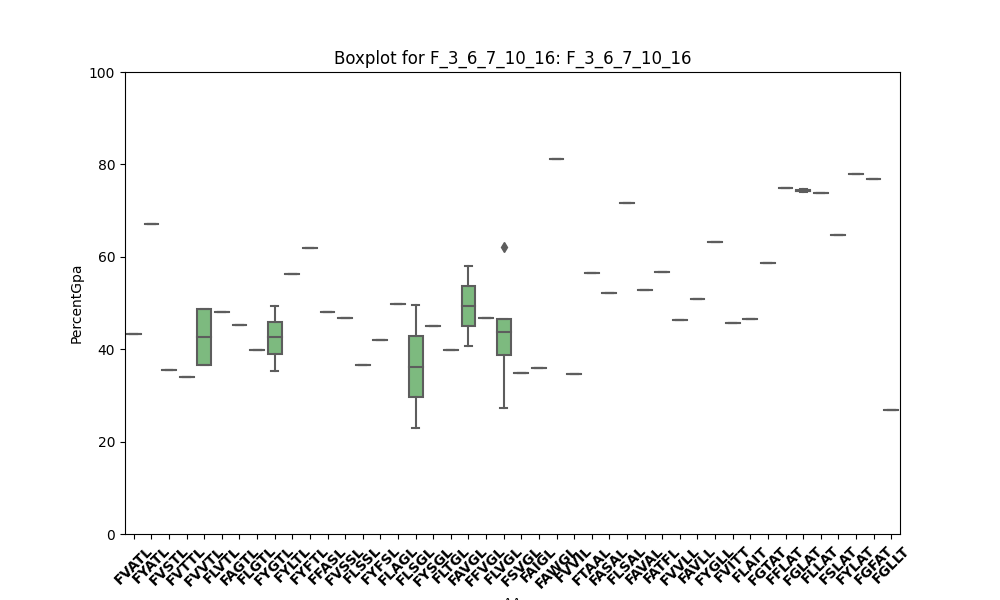 Boxplot for F_3_6_7_10_16: F_3_6_7_10_16
PercentGpa
100
80
60
40
20
0
FVATL
FYATL
FVSTL
FVTTL
FVVTL
FLVTL
FAGTL
FLGTL
FYGTL
FYLTL
FYFTL
FFASL
FVSSL
FLSSL
FYFSL
FLAGL
FLSGL
FYSGL
FLTGL
FAVGL
FFVGL
FLVGL
FSVGL
FAIGL
FAWGL
FVVIL
FTAAL
FASAL
FLSAL
FAVAL
FATFL
FVVLL
FAVLL
FYGLL
FVITT
FLAIT
FGTAT
FFLAT
FGLAT
FLLAT
FSLAT
FYLAT
FGFAT
FGLLT